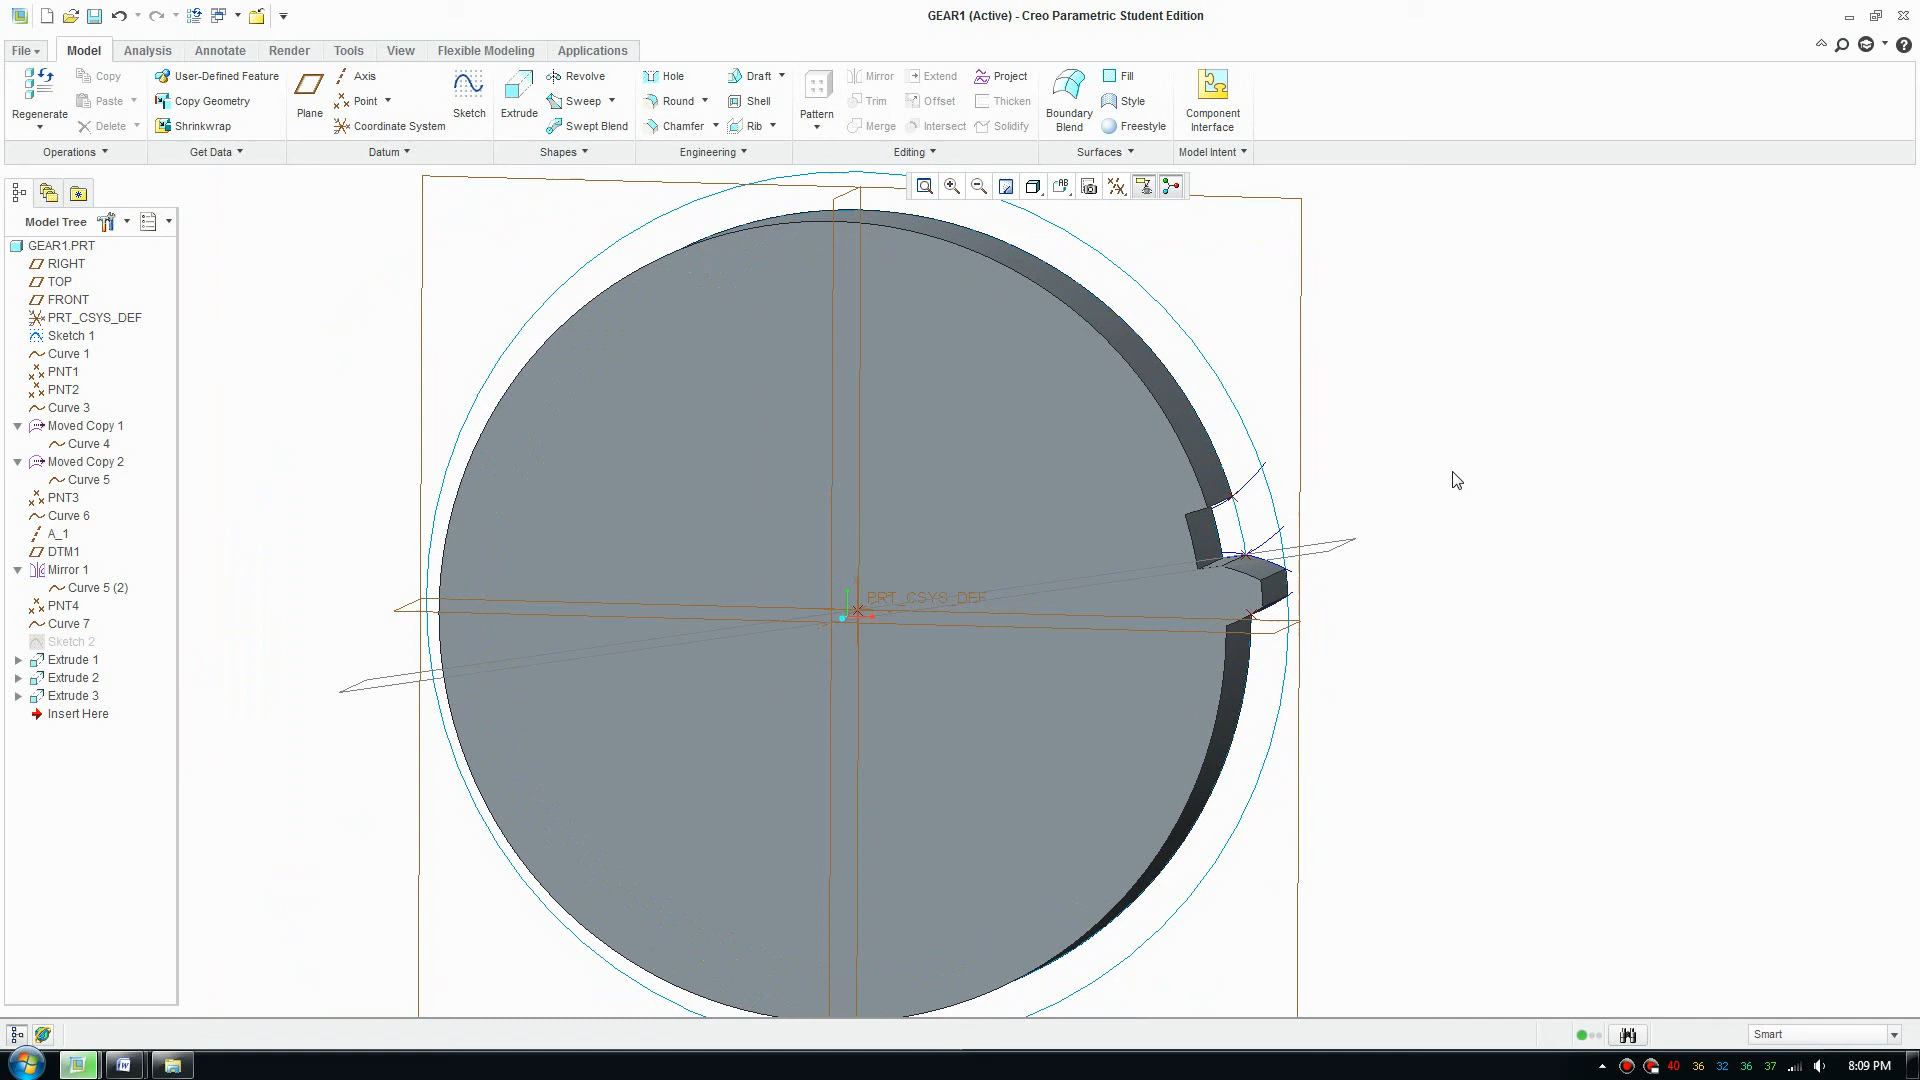 GEAR1 (Active) - Creo Parametric Student Edition
File Model Analysis Annotate Render Tools View Flexible Modeling Applications
Regenerate
Copy
Paste
Delete
Operations
User-Defined Feature
Copy Geometry
Shrinkwrap
Get Data
Plane
Axis
Point
Coordinate System
Sketch
Datum
Extrude
Revolve
Sweep
Swept Blend
Shapes
Hole
Round
Chamfer
Draft
Shell
Rib
Engineering
Pattern
Mirror
Trim
Merge
Extend
Offset
Intersect
Project
Thicken
Solidify
Editing
Boundary
Blend
Fill
Style
Freestyle
Surfaces
Component
Interface
Model Intent
Model Tree
GEAR1.PRT
RIGHT
TOP
FRONT
PRT_CSYS_DEF
Sketch 1
Curve 1
PNT1
PNT2
Curve 3
Moved Copy 1
Curve 4
Moved Copy 2
Curve 5
PNT3
Curve 6
A_1
DTM1
Mirror 1
Curve 5 (2)
PNT4
Curve 7
Sketch 2
Extrude 1
Extrude 2
Extrude 3
Insert Here
PRT_CSYS_DEF
Smart
40 36 32 36 37 8:09 PM